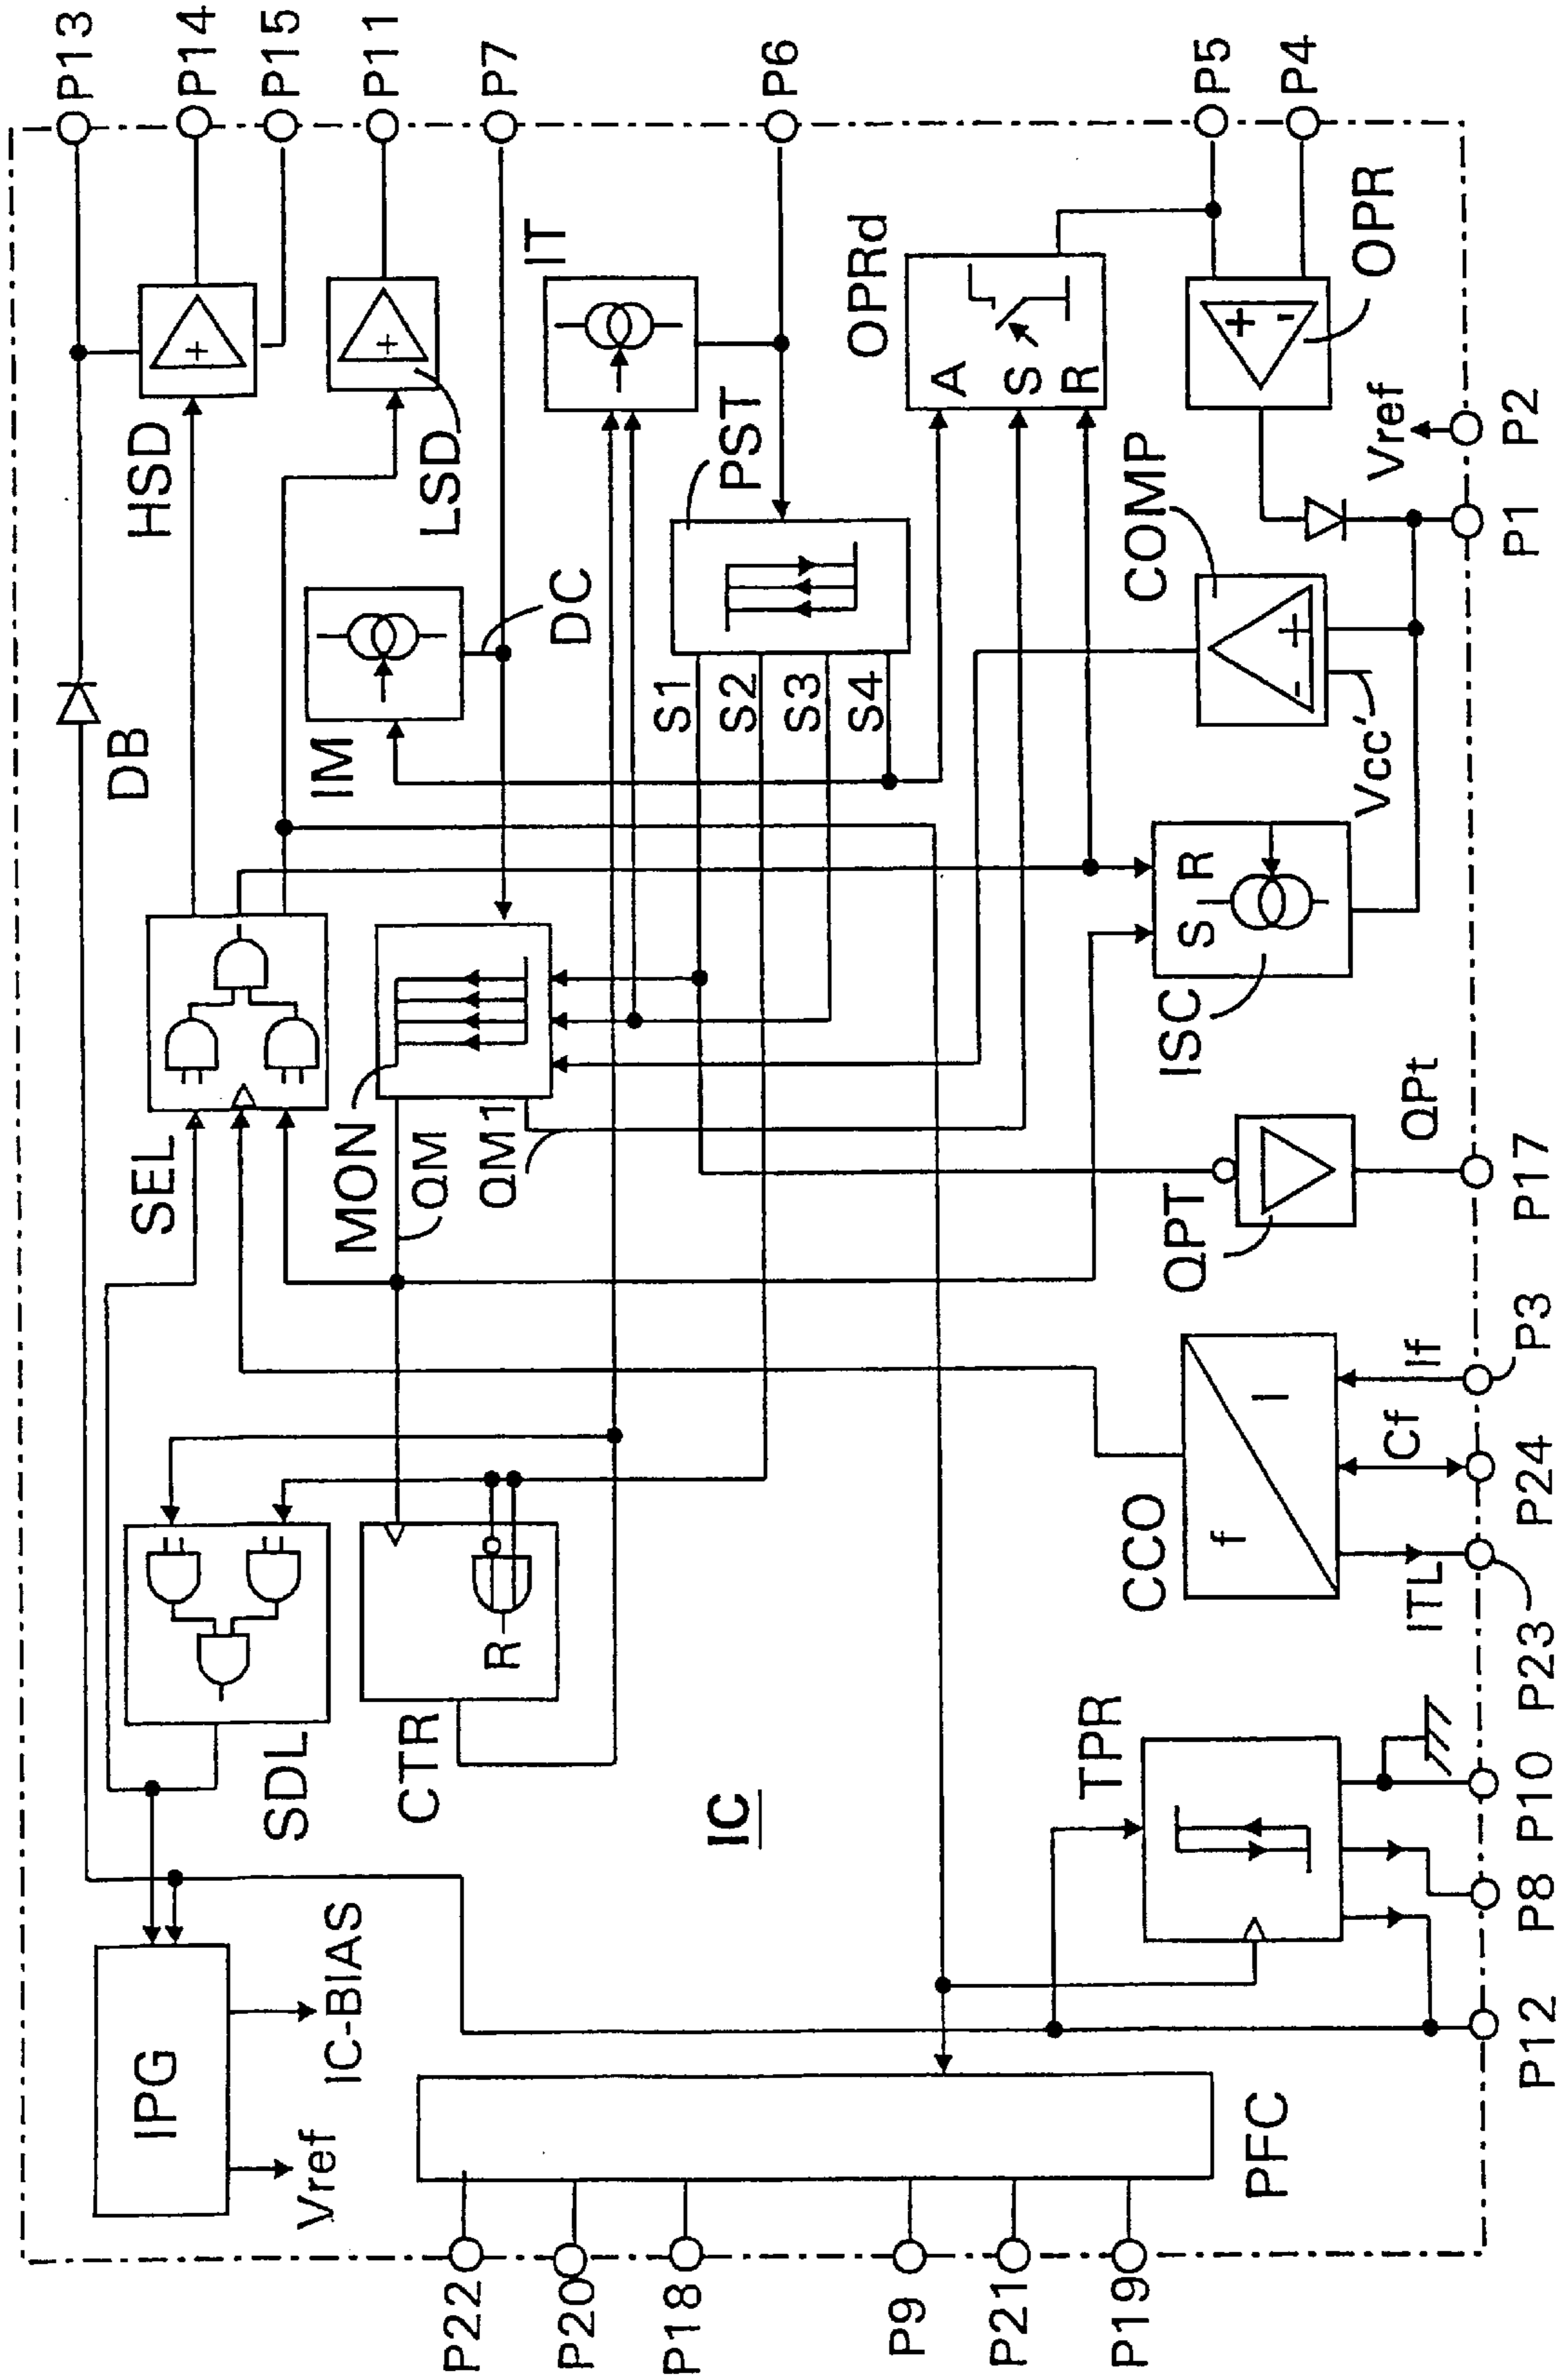 P13
P14
P15
P11
P7
P6
P5
P4
HSD
LSD
IT
OPRd
OPR
A
S
R
PST
DC
COMP
Vref
P2
P1
DB
IM
S1
S2
S3
S4
Vcc'
SEL
MON
QM
QM1
S R
ISC
QPT
QPt
P17
P3
If
Cf
P24
ITL
P23
CCO
f
I
SDL
CTR
R
IC
TPR
P10
P8
P12
IPG
IC-BIAS
Vref
PFC
P22
P20
P18
P9
P21
P19